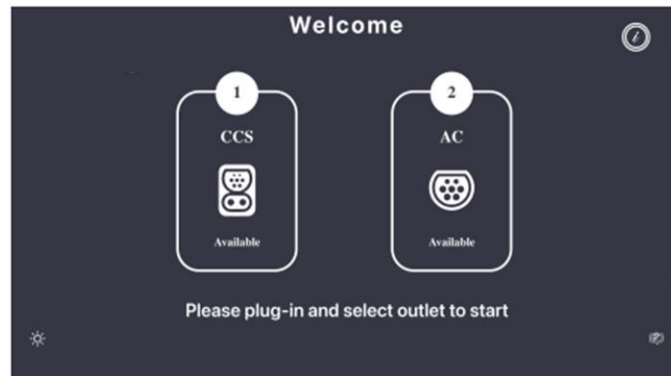 Welcome
i
1
2
CCS
AC
Available
Available
Please plug-in and select outlet to start